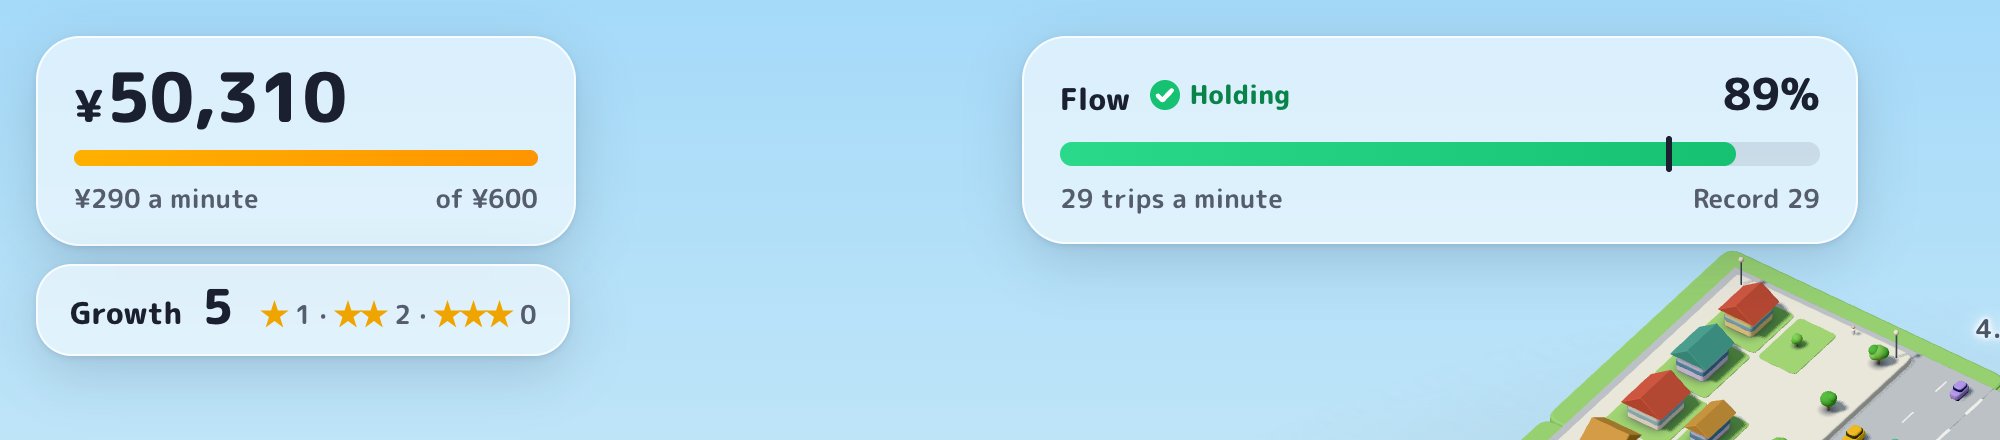 ¥50,310
¥290 a minute of ¥600
Growth 5 ★ 1 · ★★ 2 · ★★★ 0
Flow Holding 89%
29 trips a minute Record 29
4.